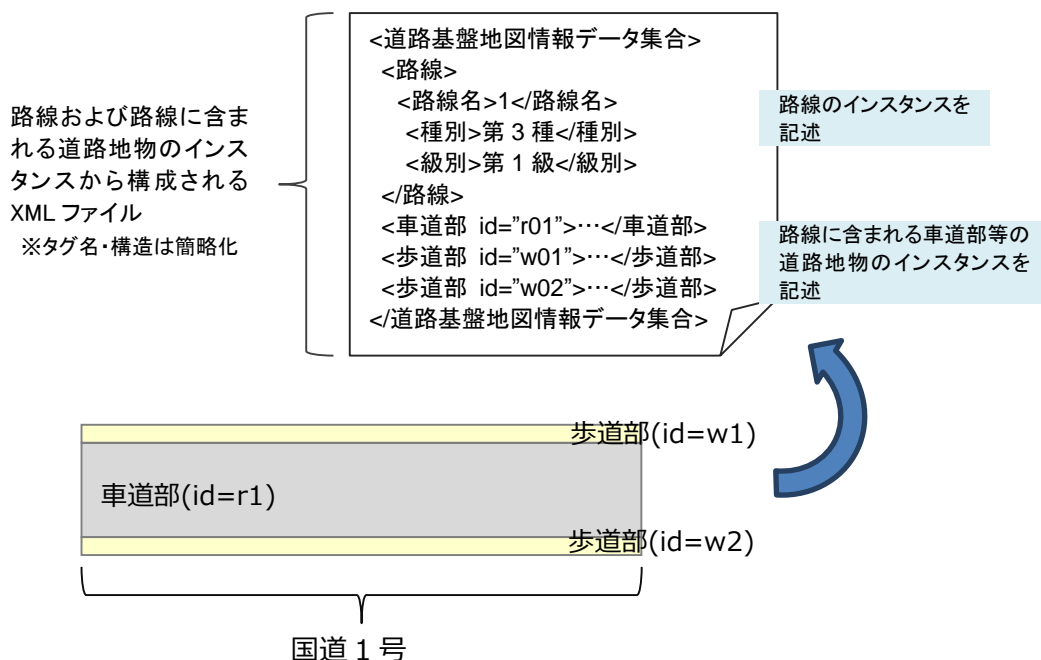 <道路基盤地図情報データ集合>
<路線>
<路線名>1</路線名>
<種別>第 3 種</種別>
<級別>第 1 級</級別>
</路線>
<車道部 id=”r01”>…</車道部>
<歩道部 id=”w01”>…</歩道部>
<歩道部 id=”w02”>…</歩道部>
</道路基盤地図情報データ集合>
路線および路線に含ま
れる道路地物のインス
タンスから構成される
XML ファイル
※タグ名・構造は簡略化
路線のインスタンスを
記述
路線に含まれる車道部等の
道路地物のインスタンスを
記述
歩道部(id=w1)
車道部(id=r1)
歩道部(id=w2)
国道 1 号